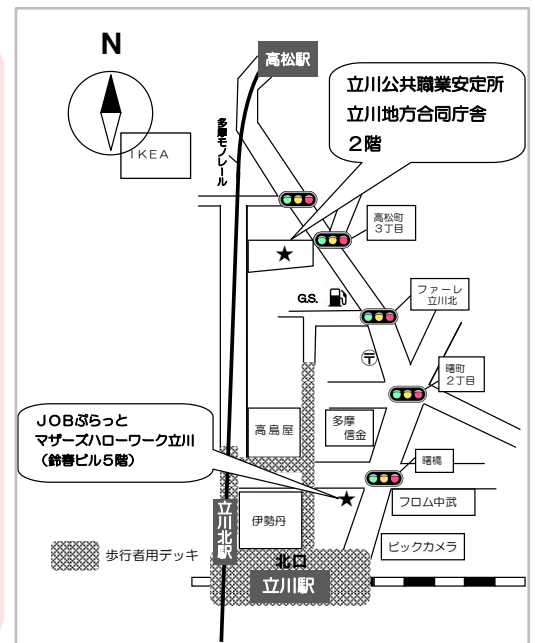 N
高松駅
立川公共職業安定所
立川地方合同庁舎
２階
IKEA
多摩モノレール
高松町
３丁目
G.S.
ファーレ
立川北
〒
曙町
２丁目
JOBぷらっと
マザーズハローワーク立川
（鈴春ビル５階）
高島屋
多摩
信金
曙橋
立川北駅
伊勢丹
フロム中武
ビックカメラ
歩行者用デッキ
北口
立川駅